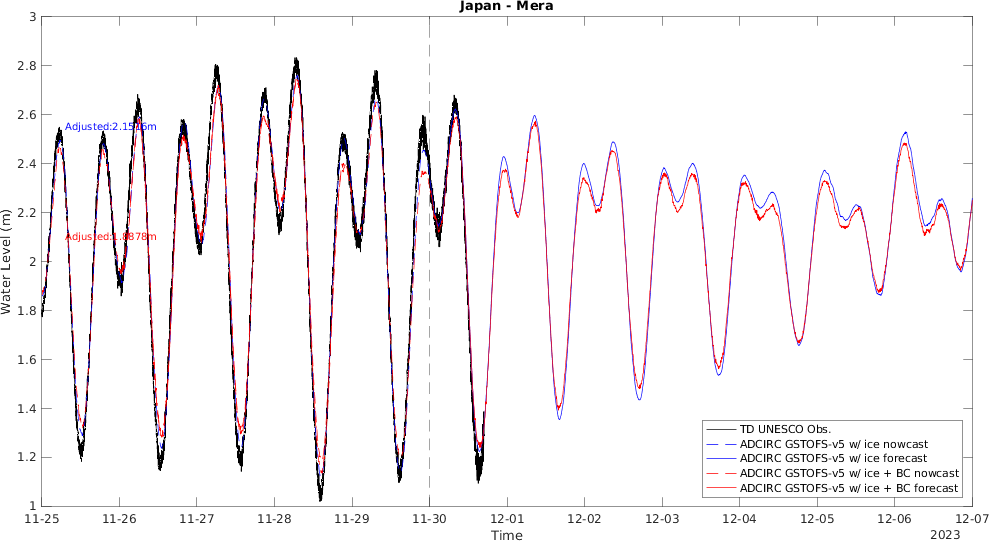 Japan - Mera
Water Level (m)
3
2.8
2.6
2.4
2.2
2
1.8
1.6
1.4
1.2
1
Adjusted:2.1516m
TD UNESCO Obs.
ADCIRC GSTOFS-v5 w/ ice nowcast
ADCIRC GSTOFS-v5 w/ ice forecast
ADCIRC GSTOFS-v5 w/ ice + BC nowcast
ADCIRC GSTOFS-v5 w/ ice + BC forecast
11-25 11-26 11-27 11-28 11-29 11-30 12-01 12-02 12-03 12-04 12-05 12-06 12-07
Time
2023